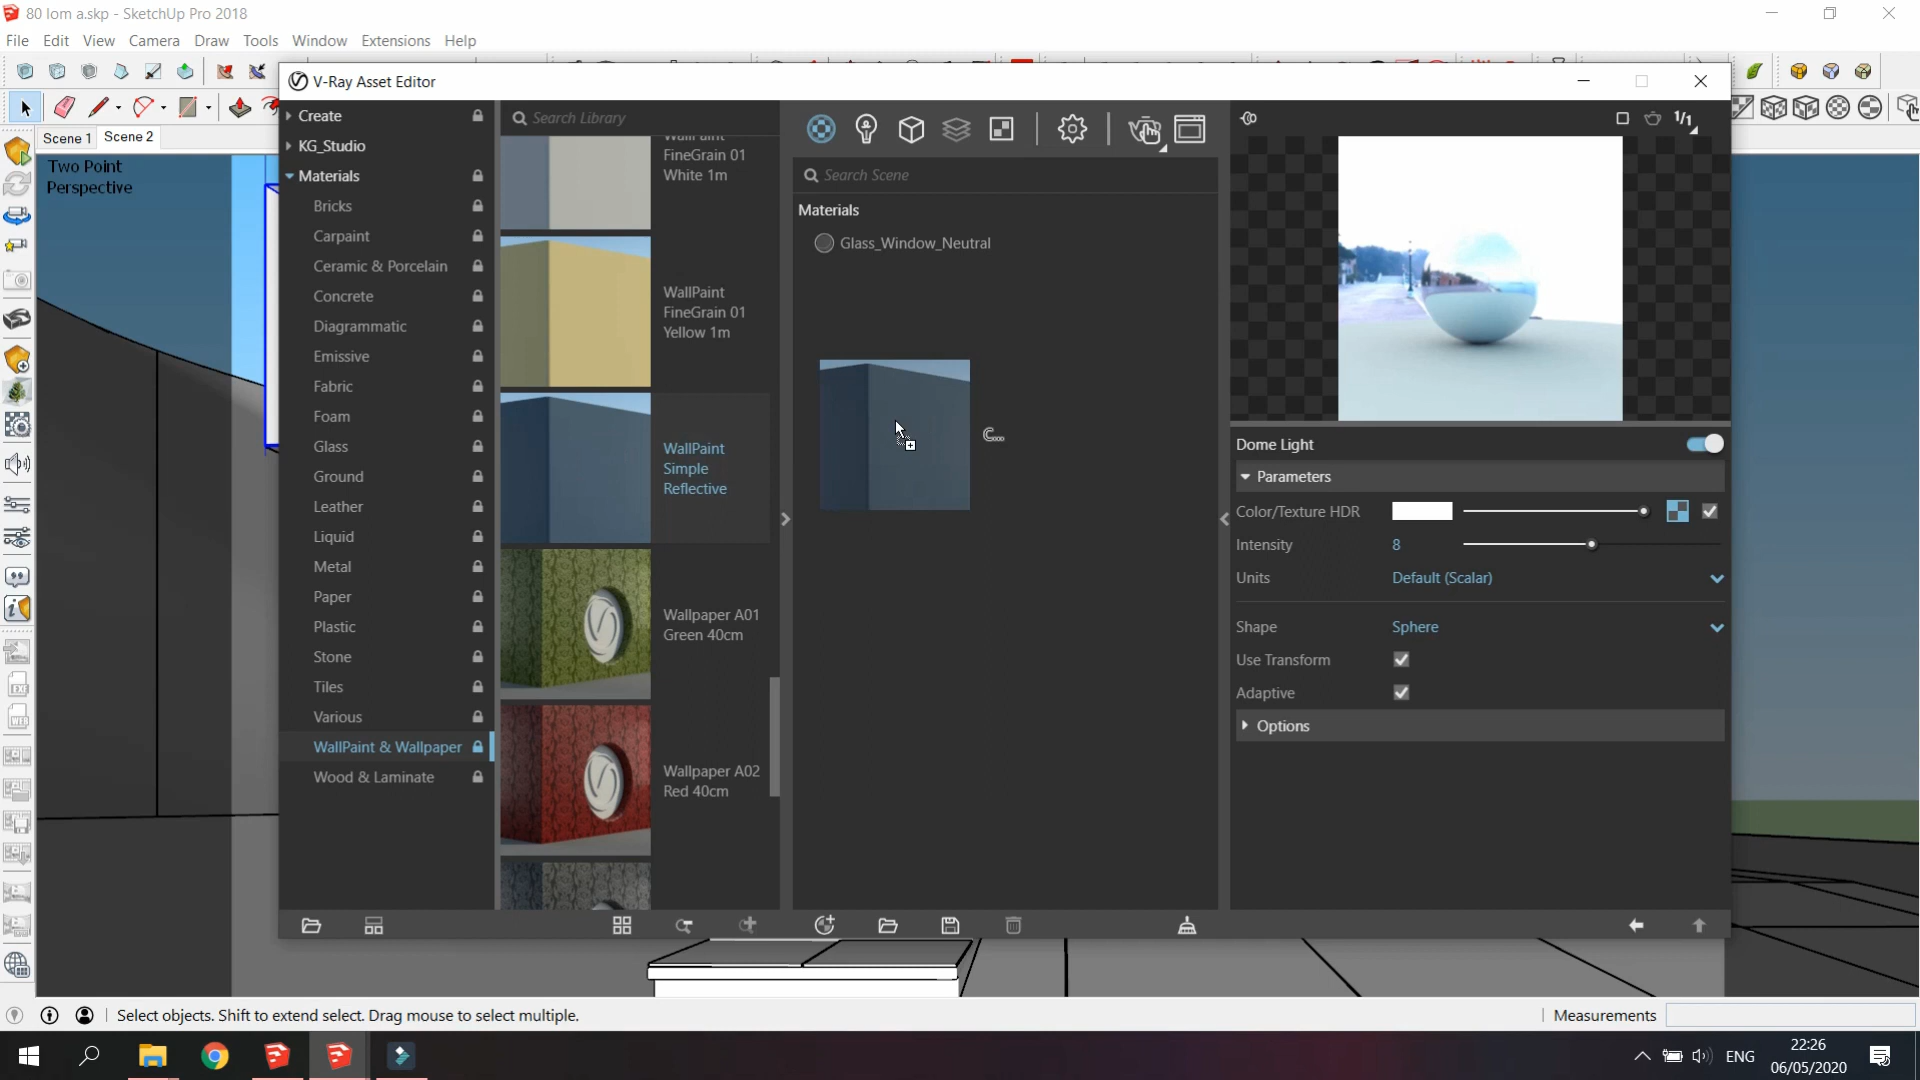 80 lom a.skp - SketchUp Pro 2018
File Edit View Camera Draw Tools Window Extensions Help
V-Ray Asset Editor
Scene 1 Scene 2
Two Point
Perspective
Create
KG_Studio
Materials
Bricks
Carpaint
Ceramic & Porcelain
Concrete
Diagrammatic
Emissive
Fabric
Foam
Glass
Ground
Leather
Liquid
Metal
Paper
Plastic
Stone
Tiles
Various
WallPaint & Wallpaper
Wood & Laminate
Search Library
FineGrain 01
White 1m
WallPaint
FineGrain 01
Yellow 1m
WallPaint
Simple
Reflective
Wallpaper A01
Green 40cm
Wallpaper A02
Red 40cm
Search Scene
Materials
Glass_Window_Neutral
C...
1/1
Dome Light
Parameters
Color/Texture HDR
Intensity 8
Units Default (Scalar)
Shape Sphere
Use Transform
Adaptive
Options
Select objects. Shift to extend select. Drag mouse to select multiple.
Measurements
ENG
22:26
06/05/2020